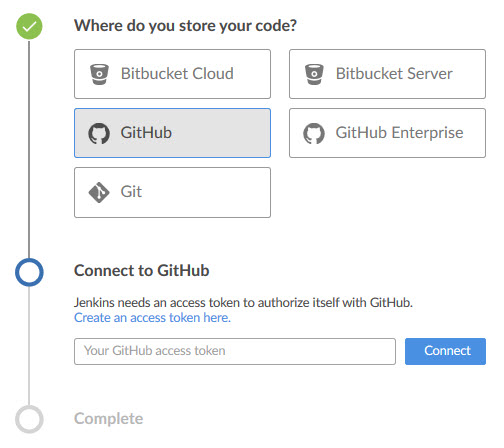 Where do you store your code?
Bitbucket Cloud
Bitbucket Server
GitHub
GitHub Enterprise
Git
Connect to GitHub
Jenkins needs an access token to authorize itself with GitHub.
Create an access token here.
Your GitHub access token
Connect
Complete